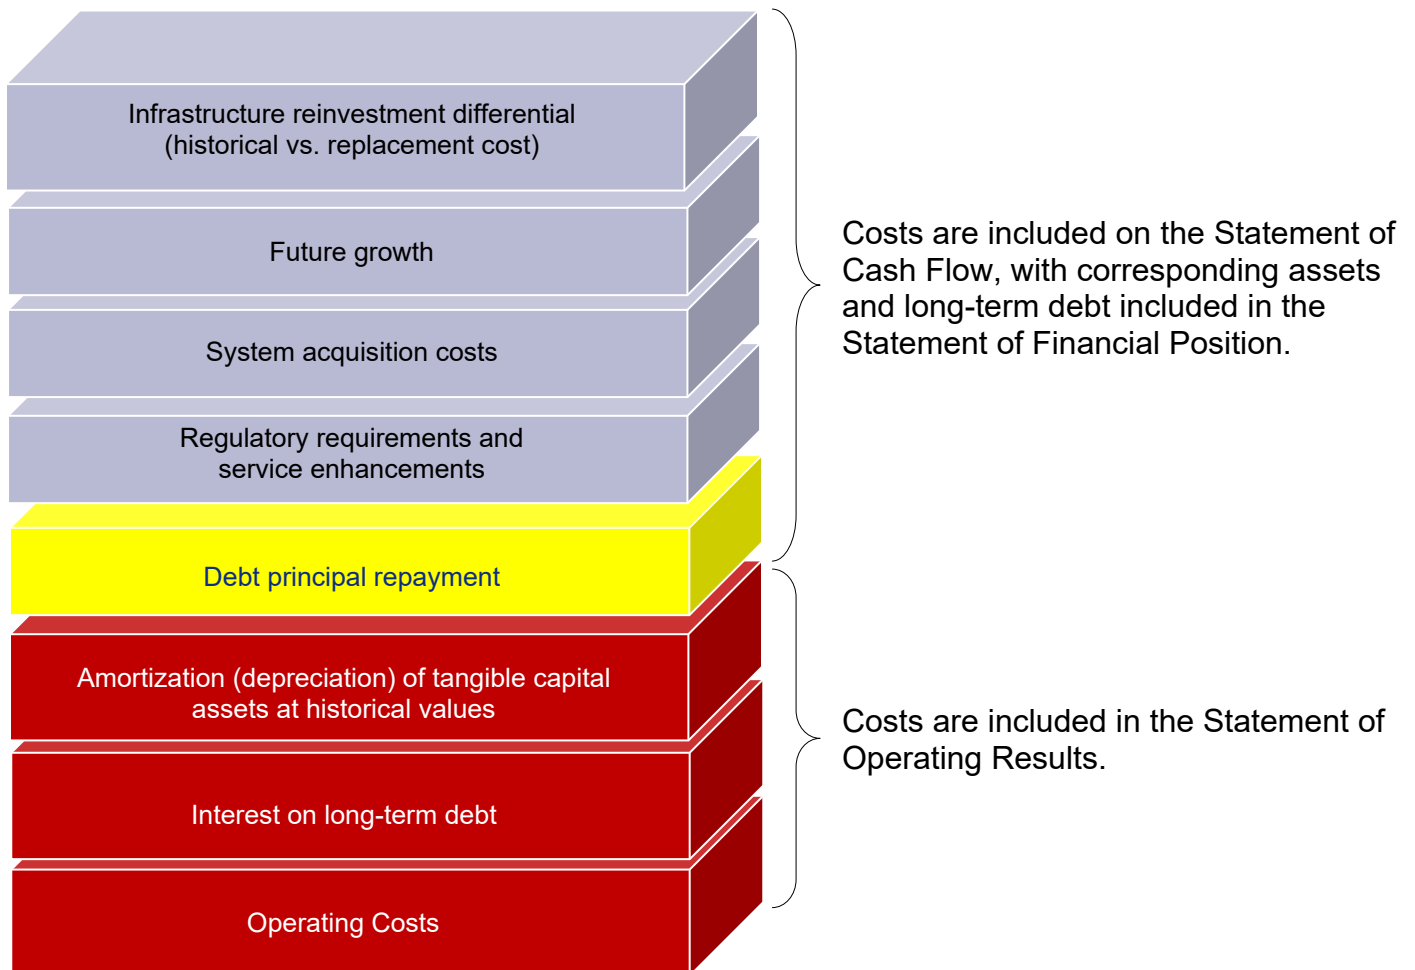 Infrastructure reinvestment differential
(historical vs. replacement cost)
Future growth
System acquisition costs
Regulatory requirements and
service enhancements
Debt principal repayment
Costs are included on the Statement of
Cash Flow, with corresponding assets
and long-term debt included in the
Statement of Financial Position.
Amortization (depreciation) of tangible capital
assets at historical values
Interest on long-term debt
Operating Costs
Costs are included in the Statement of
Operating Results.